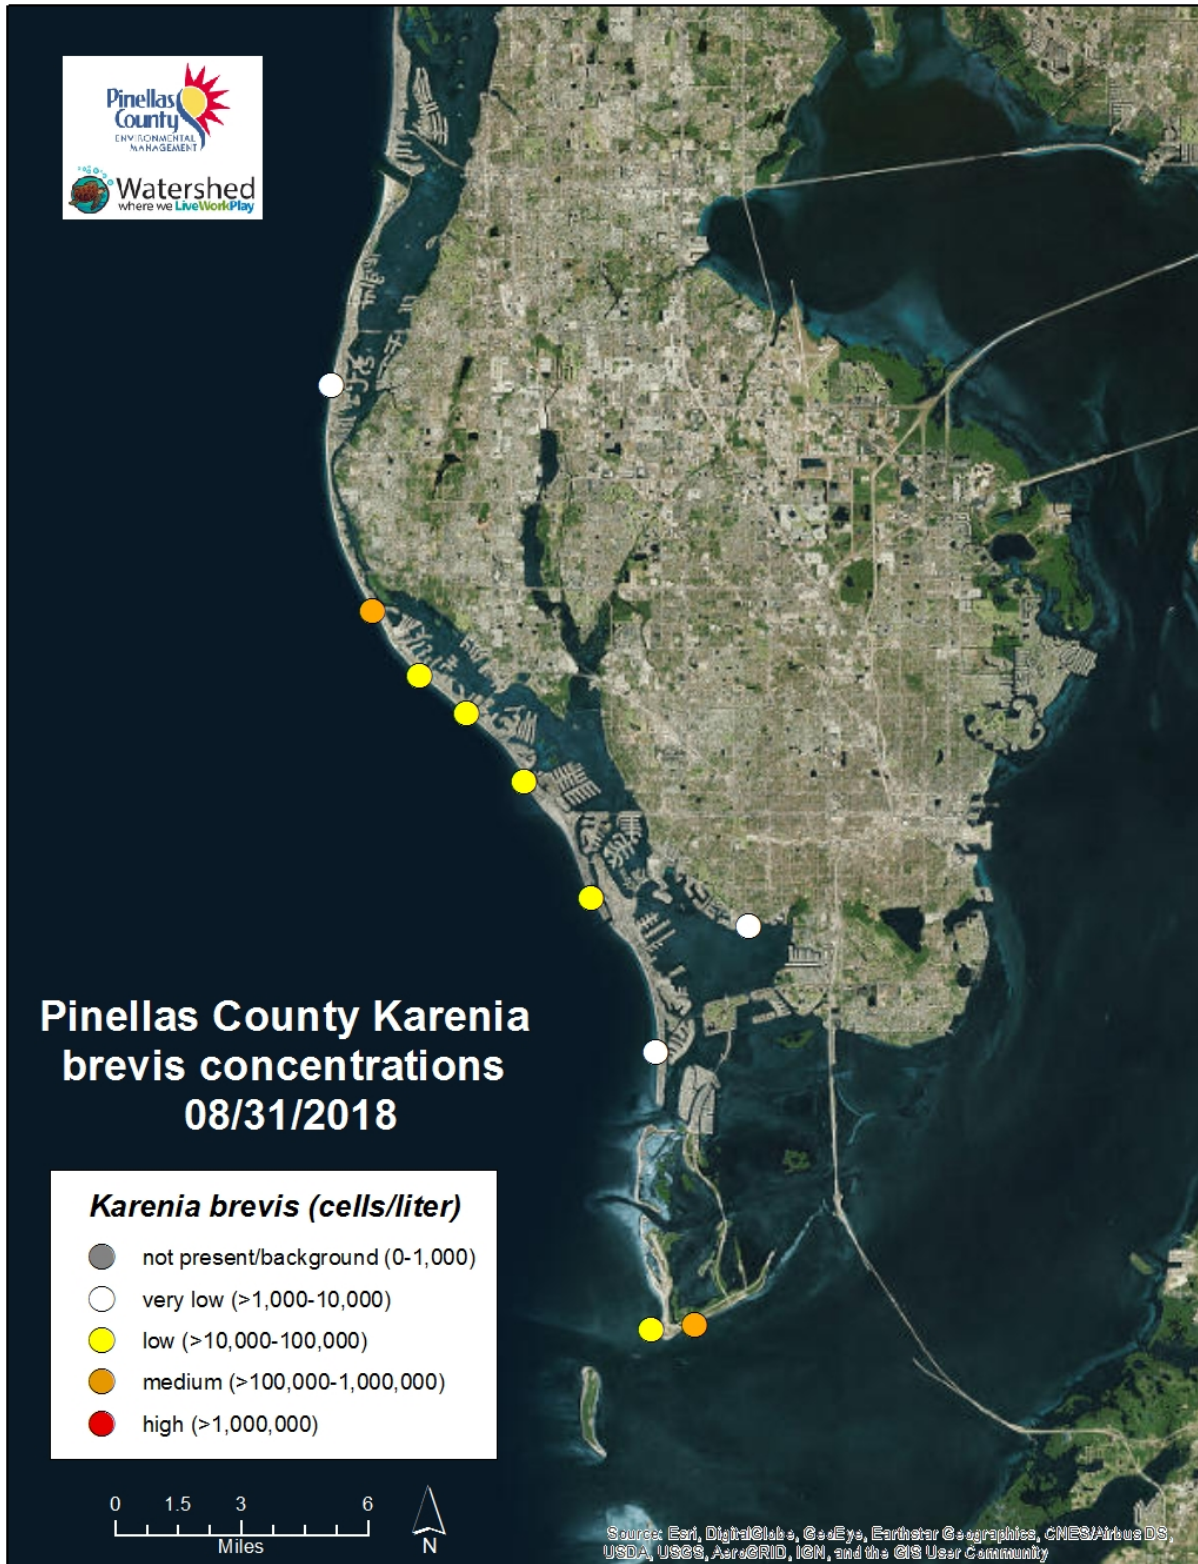 Pinellas
County
ENVIRONMENTAL
MANAGEMENT
Watershed
where we LiveWorkPlay
Pinellas County Karenia
brevis concentrations
08/31/2018
Karenia brevis (cells/liter)
not present/background (0-1,000)
very low (>1,000-10,000)
low (>10,000-100,000)
medium (>100,000-1,000,000)
high (>1,000,000)
0 1.5 3 6
Miles
N
Source: Esri, DigitalGlobe, GeoEye, Earthstar Geographics, CNES/Airbus DS,
USDA, USGS, AeroGRID, IGN, and the GIS User Community